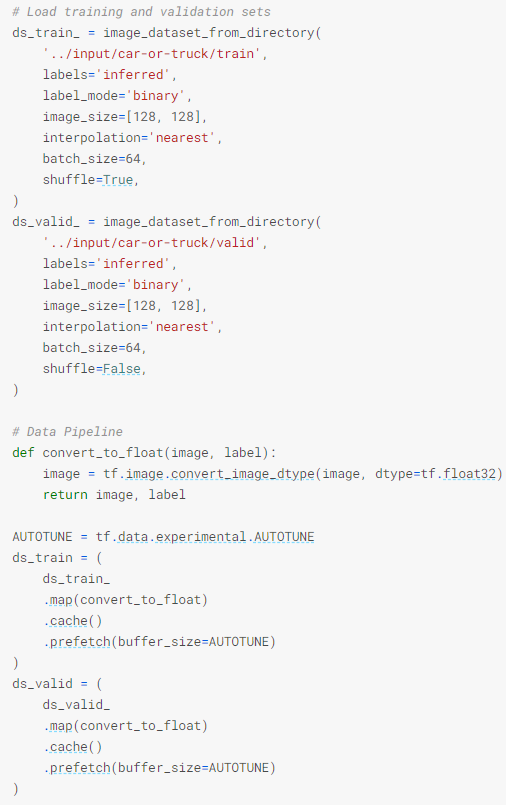 # Load training and validation sets
ds_train_ = image_dataset_from_directory(
    '../input/car-or-truck/train',
    labels='inferred',
    label_mode='binary',
    image_size=[128, 128],
    interpolation='nearest',
    batch_size=64,
    shuffle=True,
)
ds_valid_ = image_dataset_from_directory(
    '../input/car-or-truck/valid',
    labels='inferred',
    label_mode='binary',
    image_size=[128, 128],
    interpolation='nearest',
    batch_size=64,
    shuffle=False,
)

# Data Pipeline
def convert_to_float(image, label):
    image = tf.image.convert_image_dtype(image, dtype=tf.float32)
    return image, label

AUTOTUNE = tf.data.experimental.AUTOTUNE
ds_train = (
    ds_train_
    .map(convert_to_float)
    .cache()
    .prefetch(buffer_size=AUTOTUNE)
)
ds_valid = (
    ds_valid_
    .map(convert_to_float)
    .cache()
    .prefetch(buffer_size=AUTOTUNE)
)